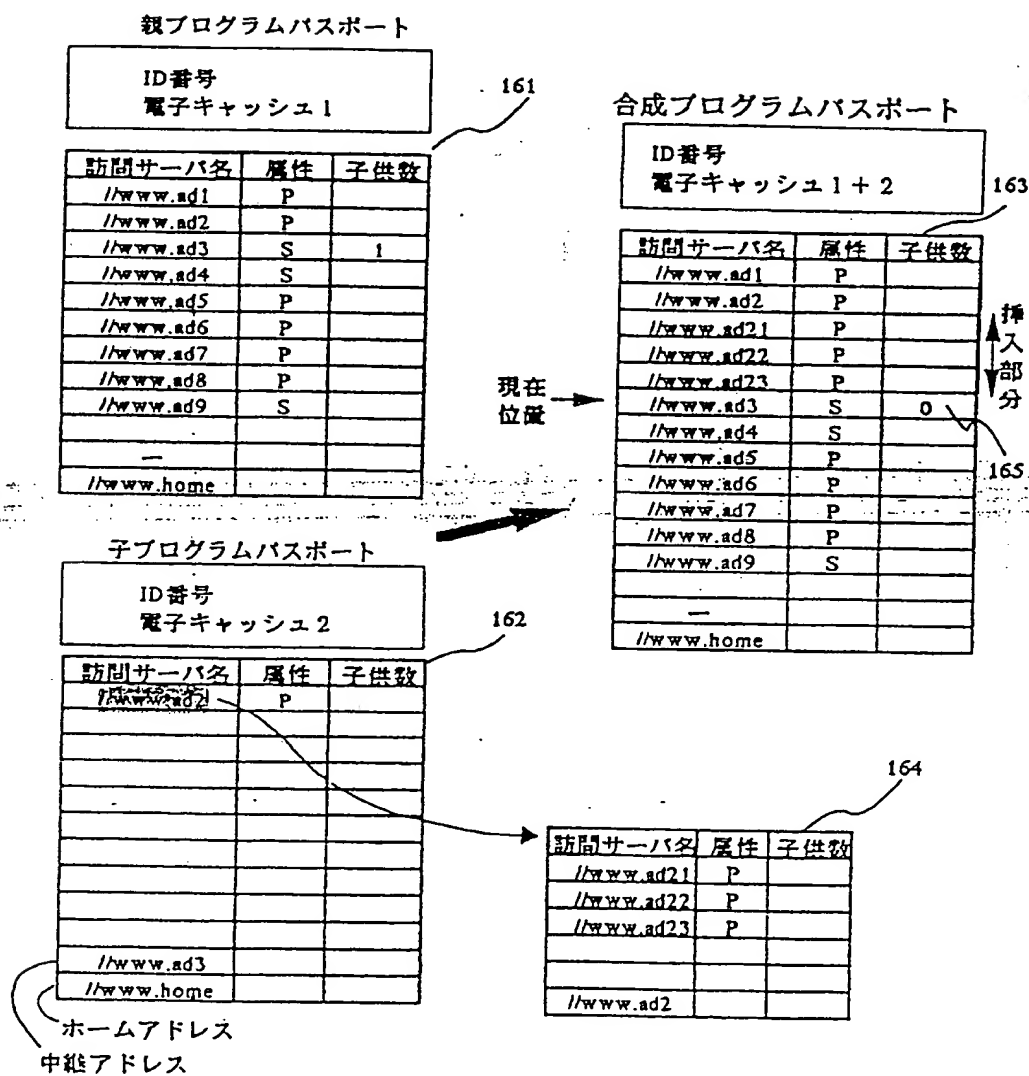 親プログラムパスポート
ID番号
電子キャッシュ1
161
訪問サーバ名 属性 子供数
//www.ad1 P
//www.ad2 P
//www.ad3 S 1
//www.ad4 S
//www.ad5 P
//www.ad6 P
//www.ad7 P
//www.ad8 P
//www.ad9 S
—
//www.home
合成プログラムパスポート
ID番号
電子キャッシュ1+2
163
訪問サーバ名 属性 子供数
//www.ad1 P
//www.ad2 P
//www.ad21 P
//www.ad22 P
//www.ad23 P
//www.ad3 S 0
//www.ad4 S
//www.ad5 P
//www.ad6 P
//www.ad7 P
//www.ad8 P
//www.ad9 S
—
//www.home
挿入部分
現在
位置
165
子プログラムパスポート
ID番号
電子キャッシュ2
162
訪問サーバ名 属性 子供数
//www.ad2 P
//www.ad3
//www.home
ホームアドレス
中継アドレス
164
訪問サーバ名 属性 子供数
//www.ad21 P
//www.ad22 P
//www.ad23 P
//www.ad2